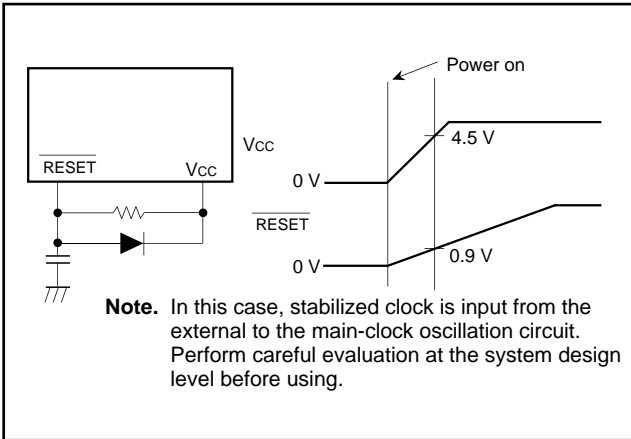 Power on
VCC
4.5 V
RESET
VCC
0 V
RESET
0.9 V
0 V
Note. In this case, stabilized clock is input from the
external to the main-clock oscillation circuit.
Perform careful evaluation at the system design
level before using.